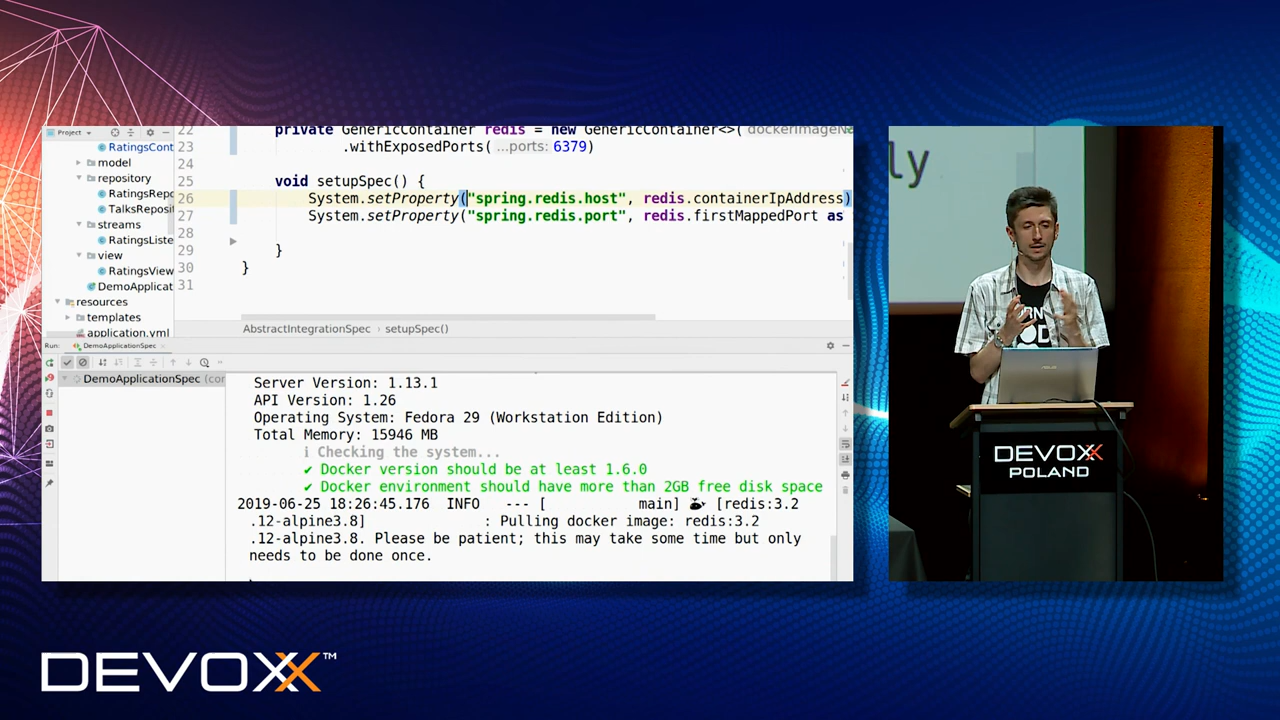 Project
RatingsCont
model
repository
RatingsRepo
TalksReposit
streams
RatingsListe
view
RatingsView
DemoApplicat
resources
templates
application.yml
22 private GenericContainer redis = new GenericContainer<>( dockerImageNa
23 .withExposedPorts( ...ports: 6379)
24
25 void setupSpec() {
26 System.setProperty("spring.redis.host", redis.containerIpAddress)
27 System.setProperty("spring.redis.port", redis.firstMappedPort as
28
29 }
30 }
31
AbstractIntegrationSpec › setupSpec()
Run: DemoApplicationSpec
DemoApplicationSpec (cor
Server Version: 1.13.1
API Version: 1.26
Operating System: Fedora 29 (Workstation Edition)
Total Memory: 15946 MB
ℹ Checking the system...
✔ Docker version should be at least 1.6.0
✔ Docker environment should have more than 2GB free disk space
2019-06-25 18:26:45.176 INFO --- [ main] 🐳 [redis:3.2
.12-alpine3.8] : Pulling docker image: redis:3.2
.12-alpine3.8. Please be patient; this may take some time but only
needs to be done once.
ly
ASUS
DEVOXX
POLAND
DEVOXX™